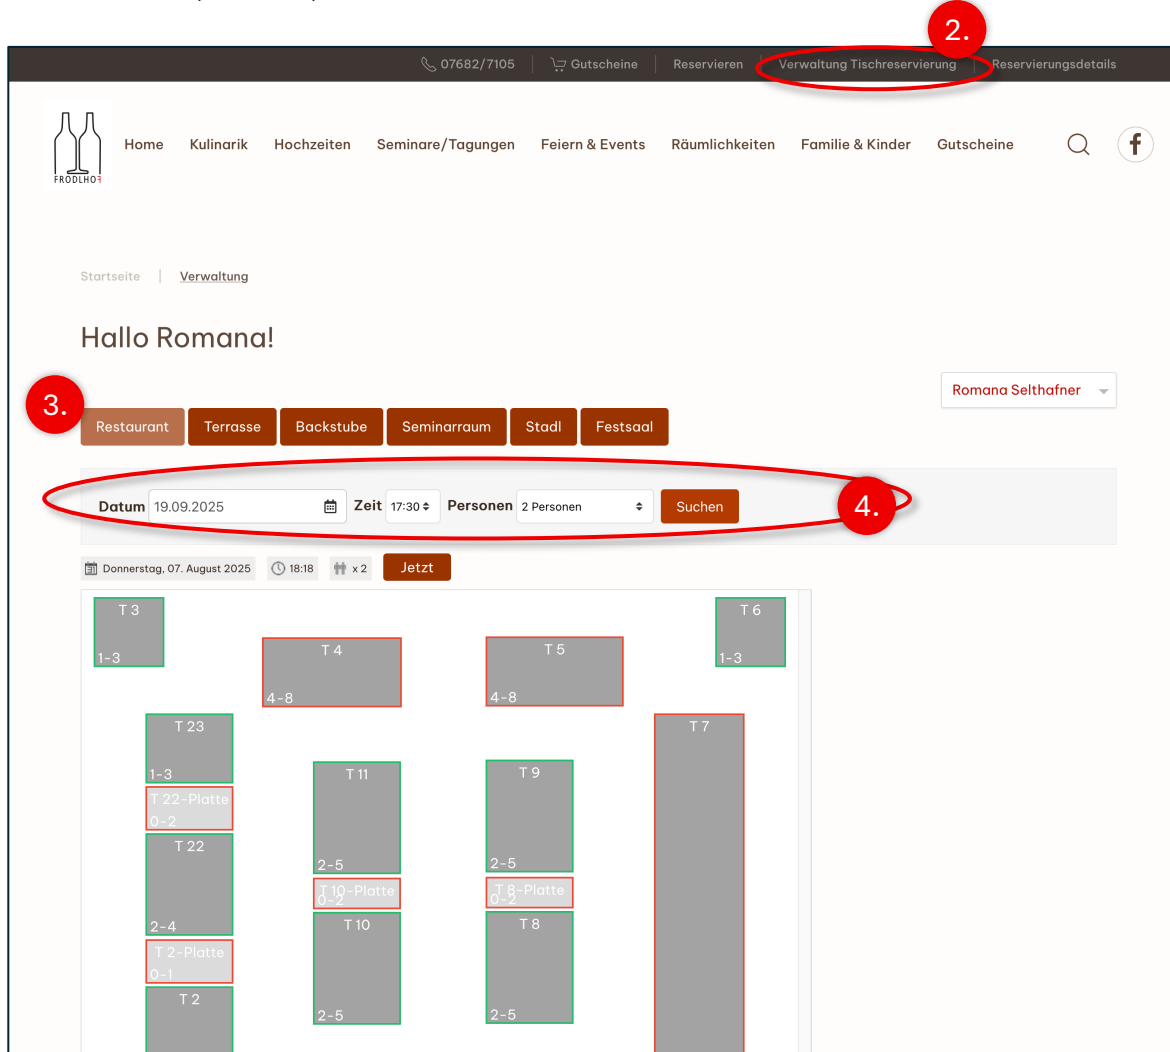 2.
07682/7105 Gutscheine Reservieren Verwaltung Tischreservierung Reservierungsdetails
FRODLHOF
Home Kulinarik Hochzeiten Seminare/Tagungen Feiern & Events Räumlichkeiten Familie & Kinder Gutscheine
Startseite Verwaltung
Hallo Romana!
Romana Selthafner
3.
Restaurant Terrasse Backstube Seminarraum Stadl Festsaal
Datum 19.09.2025 Zeit 17:30 Personen 2 Personen Suchen
4.
Donnerstag, 07. August 2025 18:18 x 2 Jetzt
T 3
1-3
T 4
4-8
T 5
4-8
T 6
1-3
T 23
1-3
T 22-Platte
0-2
T 22
2-4
T 2-Platte
0-1
T 2
T 11
2-5
T 10-Platte
0-2
T 10
2-5
T 9
2-5
T 8-Platte
0-2
T 8
2-5
T 7